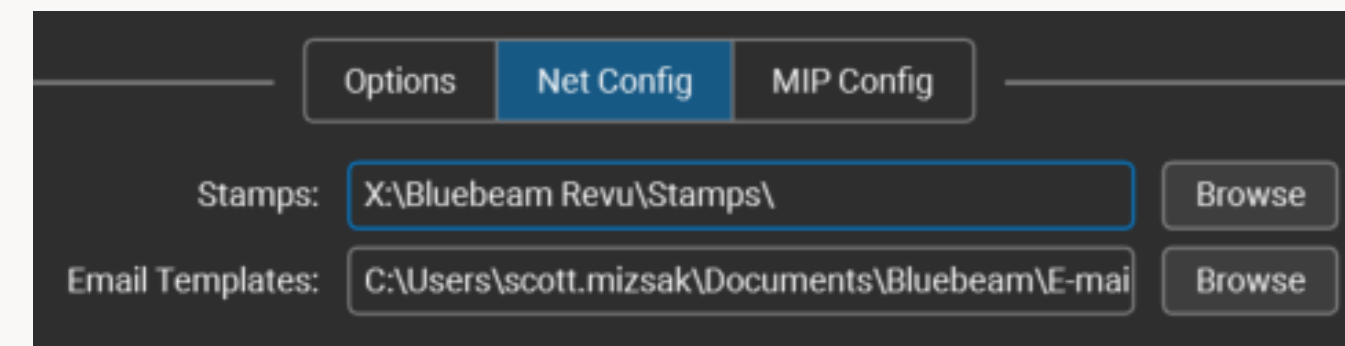 Options Net Config MIP Config
Stamps: X:\Bluebeam Revu\Stamps\ Browse
Email Templates: C:\Users\scott.mizsak\Documents\Bluebeam\E-mai Browse